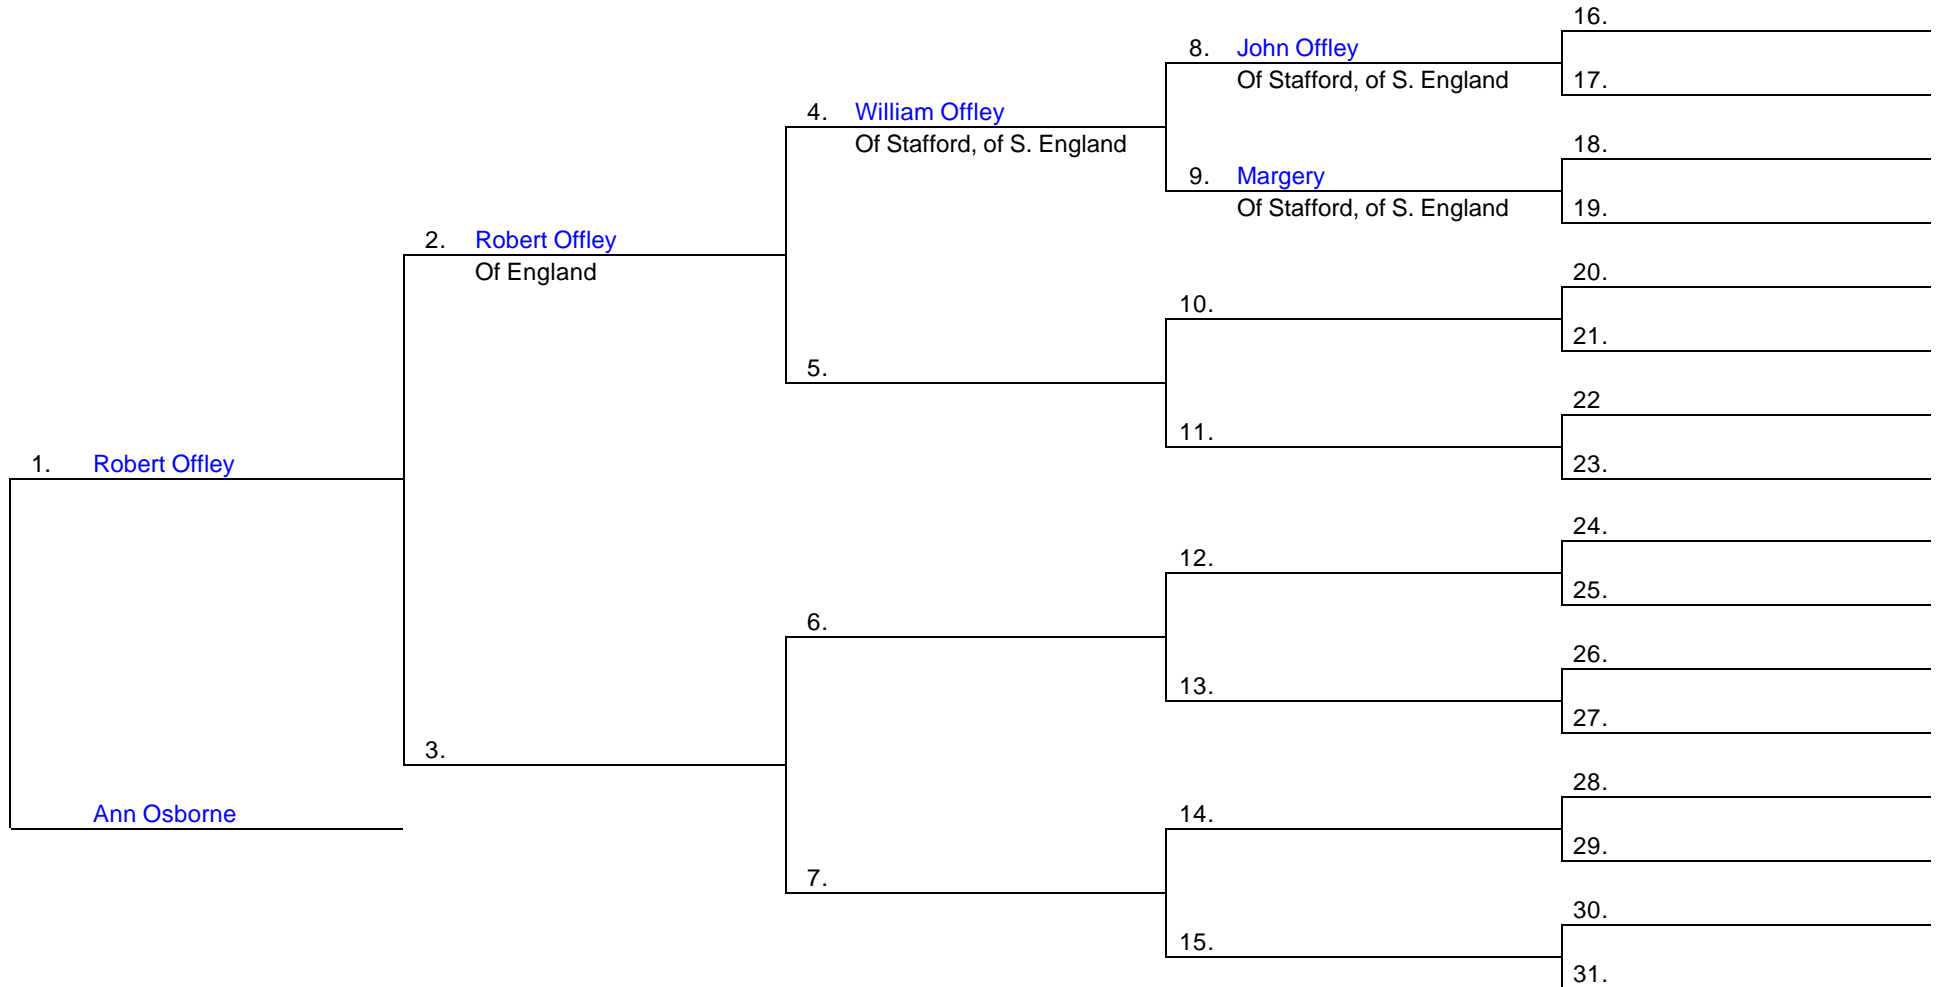 16.
8. John Offley
Of Stafford, of S. England
17.
4. William Offley
Of Stafford, of S. England
18.
9. Margery
Of Stafford, of S. England
19.
2. Robert Offley
Of England
20.
10.
21.
5.
22
11.
23.
1. Robert Offley
24.
12.
25.
6.
26.
13.
27.
3.
28.
Ann Osborne
14.
29.
7.
30.
15.
31.